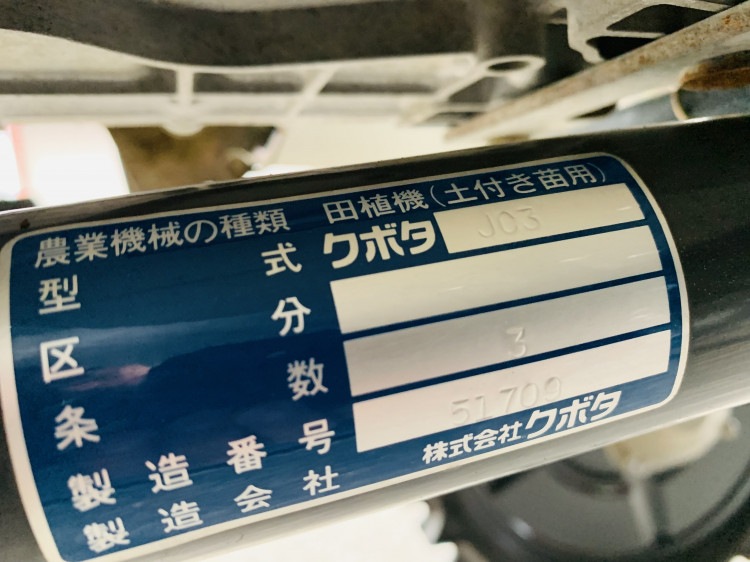 農業機械の種類 田植機(土付き苗用)
型式 クボタ J03
区分
条数 3
製造番号 51709
製造会社 株式会社クボタ